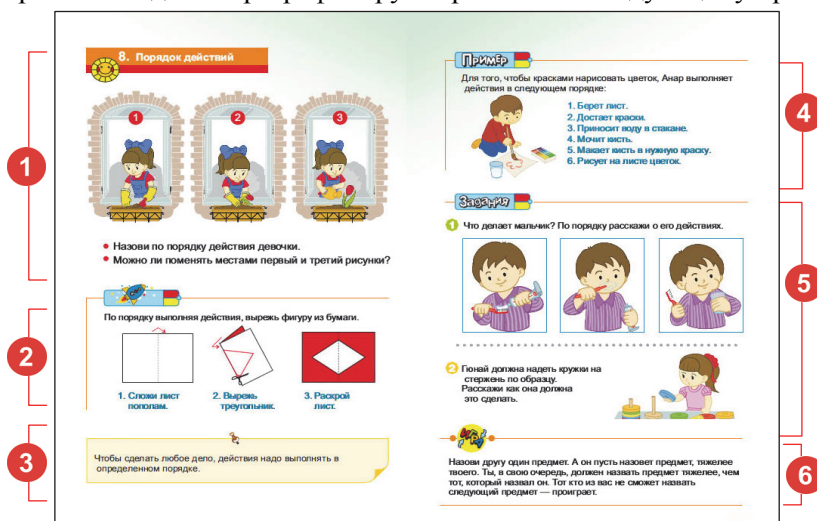 8. Порядок действий
1
2
3
Назови по порядку действия девочки.
Можно ли поменять местами первый и третий рисунки?
По порядку выполняя действия, вырежь фигуру из бумаги.
1. Сложи лист
пополам.
2. Вырежь
треугольник.
3. Раскрой
лист.
Чтобы сделать любое дело, действия надо выполнять в
определенном порядке.
Пример
Для того, чтобы красками нарисовать цветок, Анар выполняет
действия в следующем порядке:
1. Берет лист.
2. Достает краски.
3. Приносит воду в стакане.
4. Мочит кисть.
5. Макает кисть в нужную краску.
6. Рисует на листе цветок.
Задания
1 Что делает мальчик? По порядку расскажи о его действиях.
2 Гюнай должна надеть кружки на
стержень по образцу.
Расскажи как она должна
это сделать.
ИГРА
Назови другу один предмет. А он пусть назовет предмет, тяжелее
твоего. Ты, в свою очередь, должен назвать предмет тяжелее, чем
тот, который назвал он. Тот кто из вас не сможет назвать
следующий предмет — проиграет.
1
2
3
4
5
6